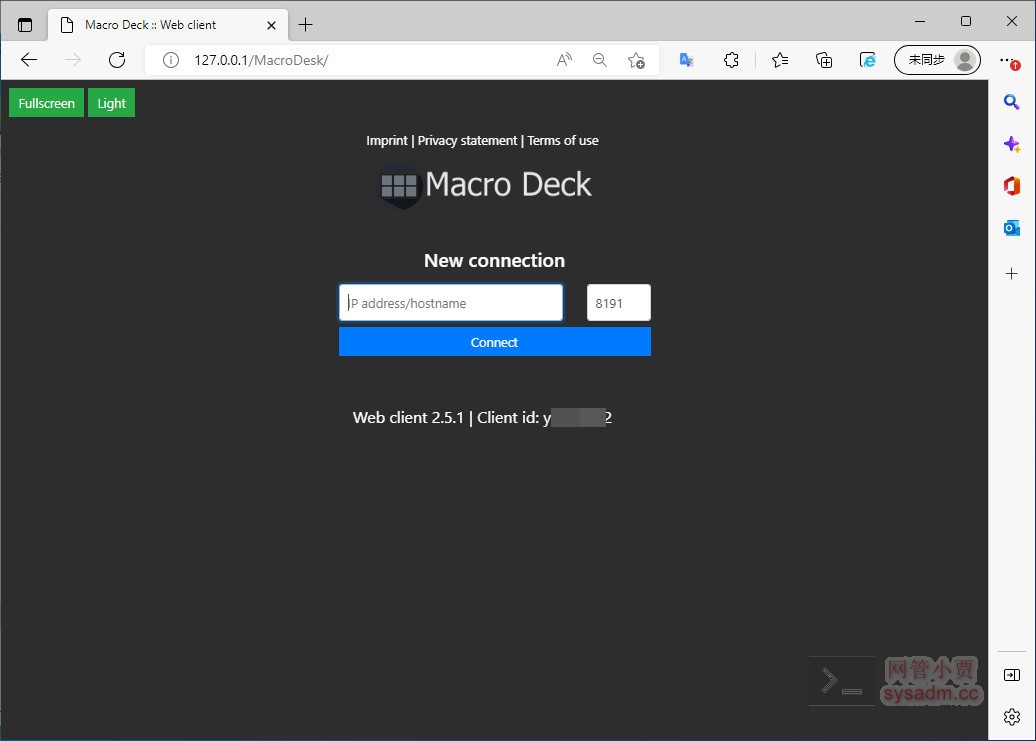 Macro Deck :: Web client
127.0.0.1/MacroDesk/
未同步
Fullscreen Light
Imprint | Privacy statement | Terms of use
Macro Deck
New connection
IP address/hostname 8191
Connect
Web client 2.5.1 | Client id: y 2
网管小贾
sysadm.cc